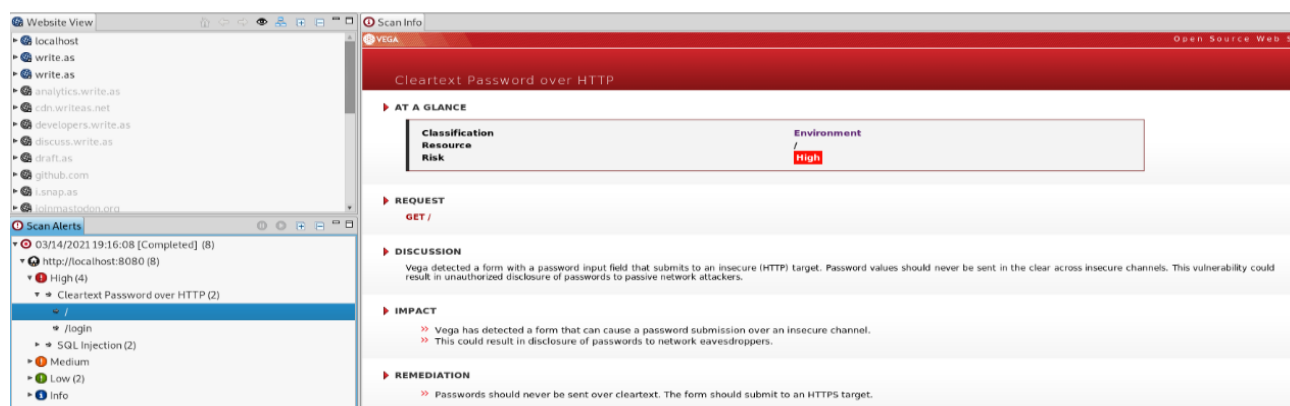 Website View
localhost
write.as
write.as
analytics.write.as
cdn.writeas.net
developers.write.as
discuss.write.as
draft.as
github.com
i.snap.as
joinmastodon.org
Scan Alerts
03/14/2021 19:16:08 [Completed] (8)
http://localhost:8080 (8)
High (4)
Cleartext Password over HTTP (2)
/
/login
SQL Injection (2)
Medium
Low (2)
Info
Scan Info
VEGA
Open Source Web S
Cleartext Password over HTTP
AT A GLANCE
Classification Environment
Resource /
Risk High
REQUEST
GET /
DISCUSSION
Vega detected a form with a password input field that submits to an insecure (HTTP) target. Password values should never be sent in the clear across insecure channels. This vulnerability could
result in unauthorized disclosure of passwords to passive network attackers.
IMPACT
Vega has detected a form that can cause a password submission over an insecure channel.
This could result in disclosure of passwords to network eavesdroppers.
REMEDIATION
Passwords should never be sent over cleartext. The form should submit to an HTTPS target.